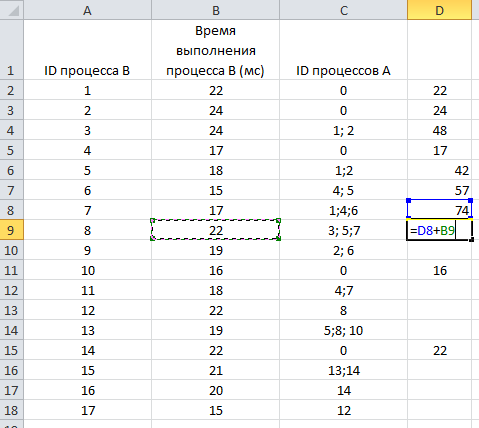 A B C D
1 ID процесса B Время выполнения процесса B (мс) ID процессов A
2 1 22 0 22
3 2 24 0 24
4 3 24 1; 2 48
5 4 17 0 17
6 5 18 1;2 42
7 6 15 4; 5 57
8 7 17 1;4;6 74
9 8 22 3; 5;7 =D8+B9
10 9 19 2; 6
11 10 16 0 16
12 11 18 4;7
13 12 22 8
14 13 19 5;8; 10
15 14 22 0 22
16 15 21 13;14
17 16 20 14
18 17 15 12